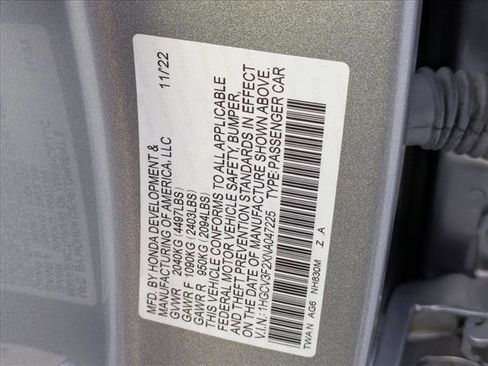 MFD. BY HONDA DEVELOPMENT &
MANUFACTURING OF AMERICA, LLC 11/22
GVWR 2040KG (4497LBS)
GAWR F 1090KG (2403LBS)
GAWR R 950KG (2094LBS)
THIS VEHICLE CONFORMS TO ALL APPLICABLE
FEDERAL MOTOR VEHICLE SAFETY, BUMPER,
AND THEFT PREVENTION STANDARDS IN EFFECT
ON THE DATE OF MANUFACTURE SHOWN ABOVE.
V.I.N.: 1HGCV3F2XNA047225 TYPE:PASSENGER CAR
TWA N AG6 NH830M Z .A